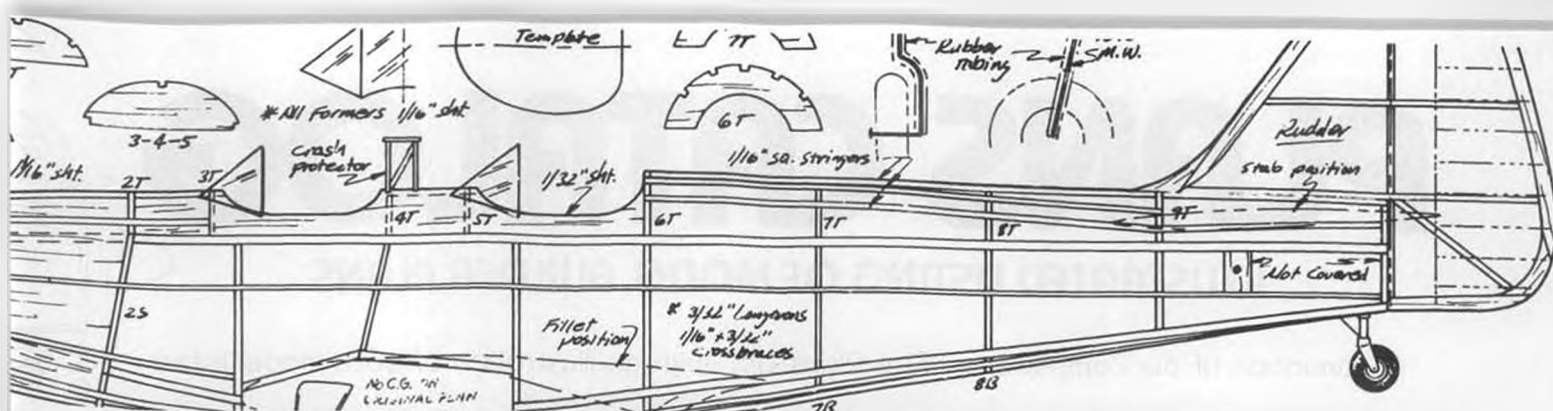 Template
7T
Rubber
Tubing
S.M.W.
T
3-4-5
* All Formers 1/16" sht.
6T
Rudder
1/16" sht.
2T
3T
Crash
protector
1/32" sht.
1/16" sq. Stringers
stab position
4T
5T
6T
7T
8T
9T
Not Covered
2S
Fillet
position
* 3/32" Longerons
1/16" + 3/32"
crossbraces
No C.G. ON
ORIGINAL PLAN
7B
8B